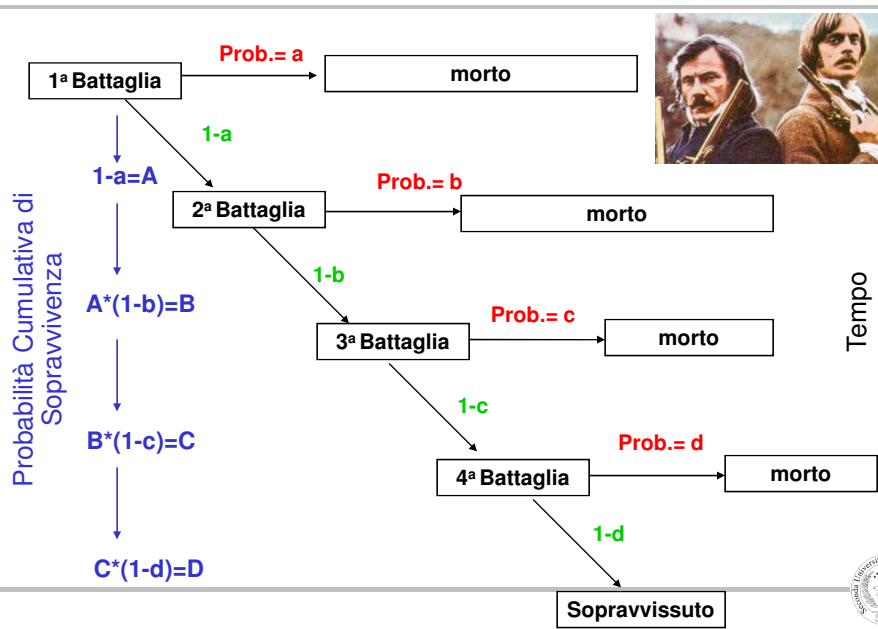 Prob.= a
morto
1ª Battaglia
1-a
1-a=A
Prob.= b
morto
2ª Battaglia
1-b
A*(1-b)=B
Prob.= c
morto
3ª Battaglia
1-c
B*(1-c)=C
Prob.= d
morto
4ª Battaglia
1-d
C*(1-d)=D
Sopravvissuto
Probabilità Cumulativa di
Sopravvivenza
Tempo
Seconda